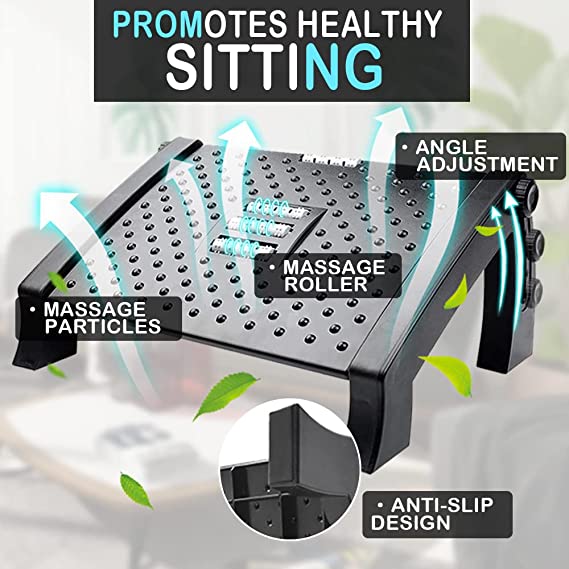 PROMOTES HEALTHY
SITTING
• ANGLE
ADJUSTMENT
• MASSAGE
ROLLER
• MASSAGE
PARTICLES
• ANTI-SLIP
DESIGN